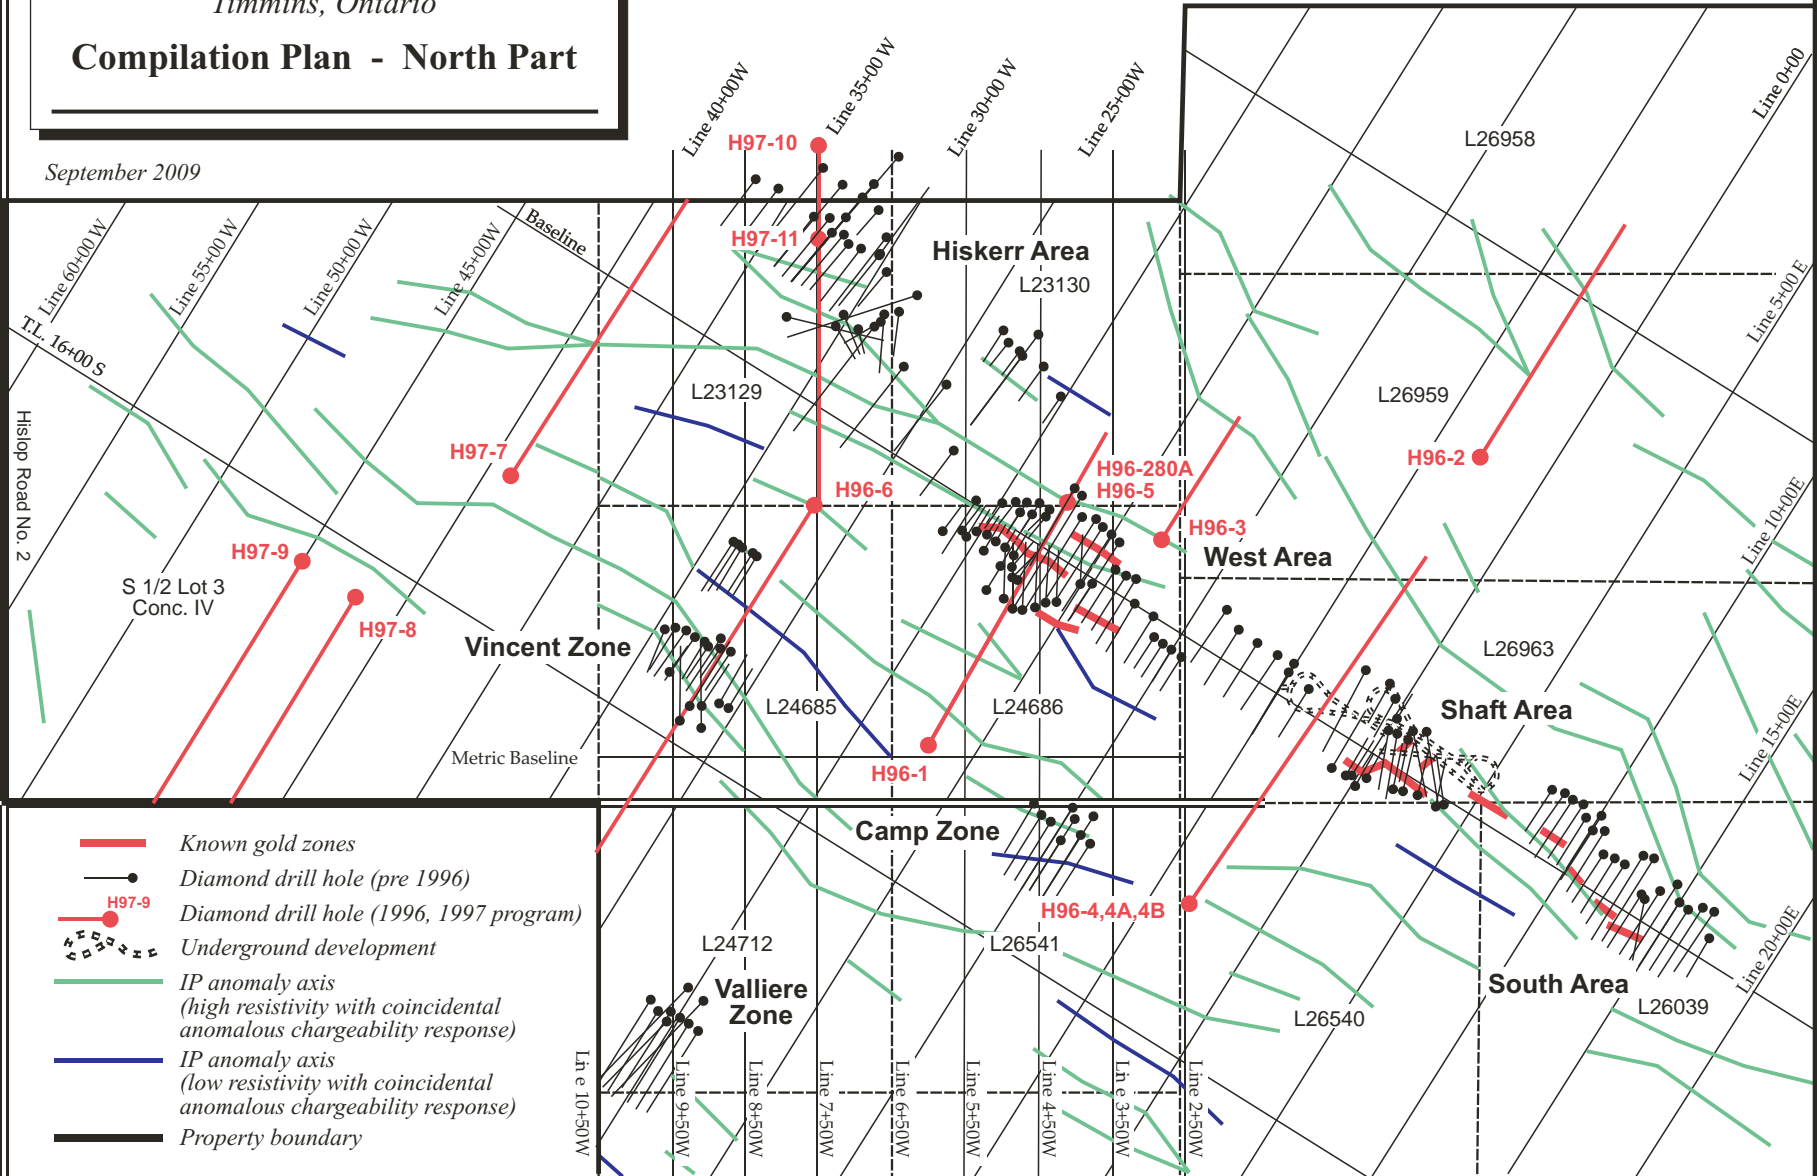 Timmins, Ontario
Compilation Plan - North Part
September 2009
Line 40+00W
Line 35+00 W
Line 30+00 W
Line 25+00W
Line 0+00
H97-10
L26958
Line 60+00 W
Line 55+00 W
Line 50+00 W
Line 45+00W
Baseline
H97-11
Hiskerr Area
L23130
Line 5+00 E
T.L. 16+00 S
L23129
L26959
Hislop Road No. 2
H97-7
H96-6
H96-280A
H96-5
H96-2
H96-3
Line 10+00E
H97-9
West Area
S 1/2 Lot 3
Conc. IV
H97-8
Vincent Zone
L26963
L24685
L24686
Shaft Area
Line 15+00E
Metric Baseline
H96-1
Camp Zone
Known gold zones
Diamond drill hole (pre 1996)
H97-9
Diamond drill hole (1996, 1997 program)
Underground development
IP anomaly axis
(high resistivity with coincidental
anomalous chargeability response)
IP anomaly axis
(low resistivity with coincidental
anomalous chargeability response)
Property boundary
H96-4,4A,4B
L24712
L26541
Valliere
Zone
South Area
L26540
L26039
Line 20+00E
Lin e 10+50W
Line 9+50W
Line 8+50W
Line 7+50W
Line 6+50W
Line 5+50W
Line 4+50W
Lin e 3+50W
Line 2+50W